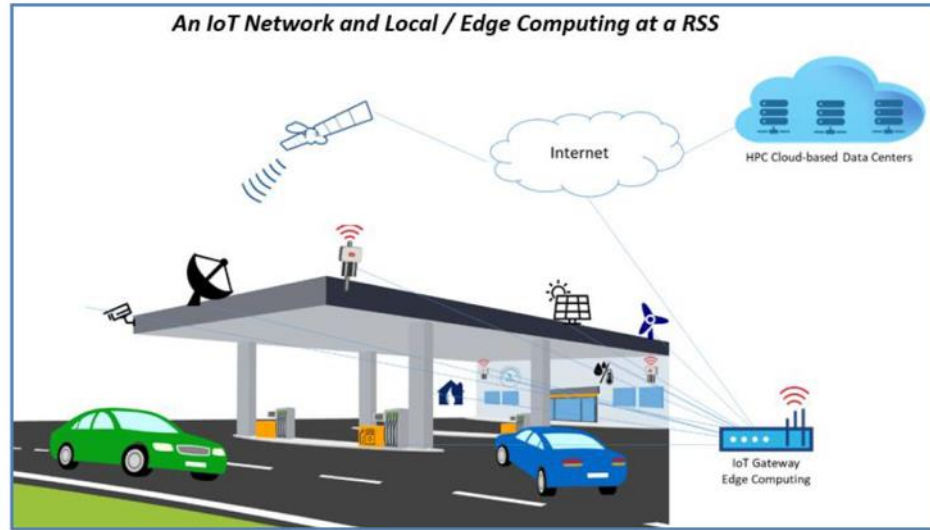 An IoT Network and Local / Edge Computing at a RSS
Internet
HPC Cloud-based Data Centers
IoT Gateway
Edge Computing